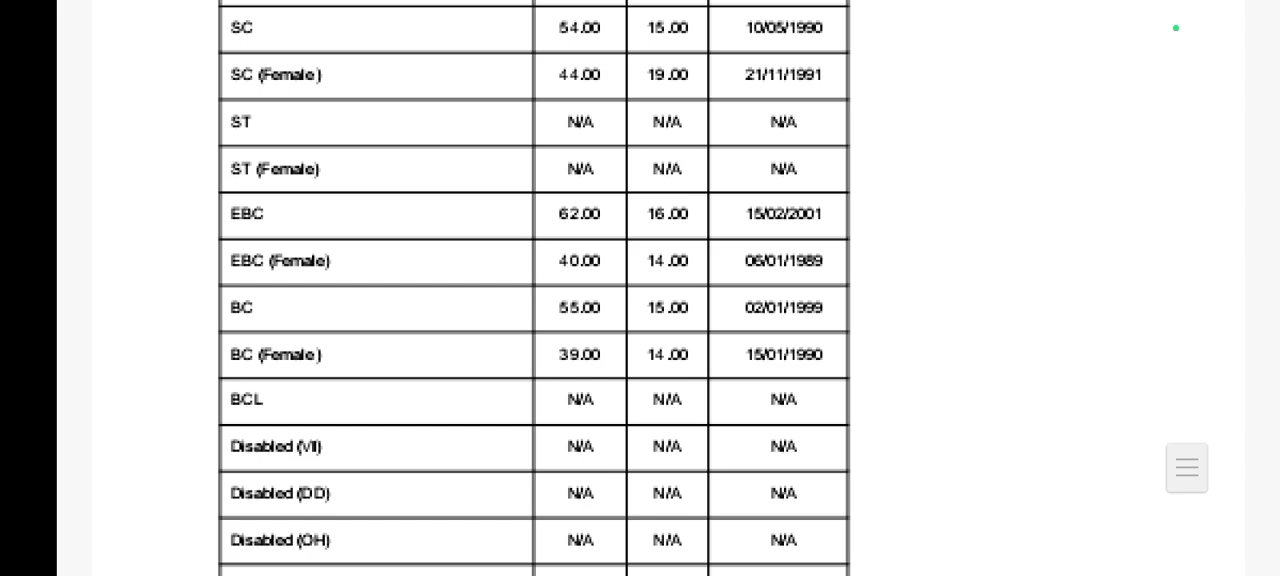 SC 54.00 15.00 10/05/1990
SC (Female) 44.00 19.00 21/11/1991
ST N/A N/A N/A
ST (Female) N/A N/A N/A
EBC 62.00 16.00 15/02/2001
EBC (Female) 40.00 14.00 06/01/1989
BC 55.00 15.00 02/01/1999
BC (Female) 39.00 14.00 15/01/1990
BCL N/A N/A N/A
Disabled (VI) N/A N/A N/A
Disabled (DD) N/A N/A N/A
Disabled (OH) N/A N/A N/A